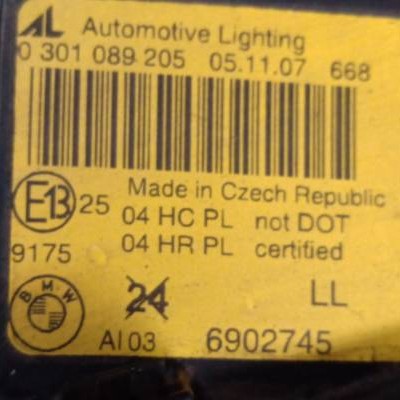 AL Automotive Lighting
0 301 089 205 05.11.07 668
Made in Czech Republic
E13 25 04 HC PL not DOT
9175 04 HR PL certified
BMW 24 LL
AI 03 6902745